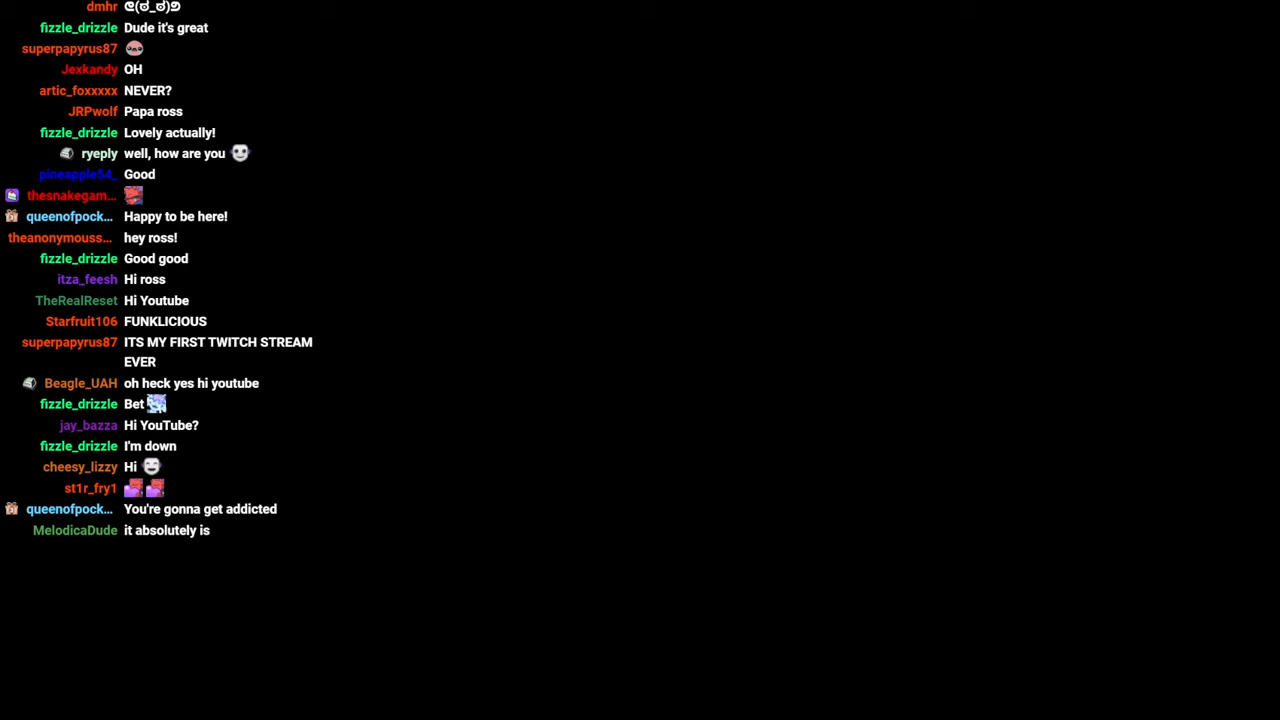 dmhr ᘓ(ಠ_ಠ)ᘐ
fizzle_drizzle Dude it's great
superpapyrus87
Jexkandy OH
artic_foxxxxx NEVER?
JRPwolf Papa ross
fizzle_drizzle Lovely actually!
ryeply well, how are you
pineapple54_ Good
thesnakegam...
queenofpock... Happy to be here!
theanonymouss... hey ross!
fizzle_drizzle Good good
itza_feesh Hi ross
TheRealReset Hi Youtube
Starfruit106 FUNKLICIOUS
superpapyrus87 ITS MY FIRST TWITCH STREAM
EVER
Beagle_UAH oh heck yes hi youtube
fizzle_drizzle Bet
jay_bazza Hi YouTube?
fizzle_drizzle I'm down
cheesy_lizzy Hi
st1r_fry1
queenofpock... You're gonna get addicted
MelodicaDude it absolutely is